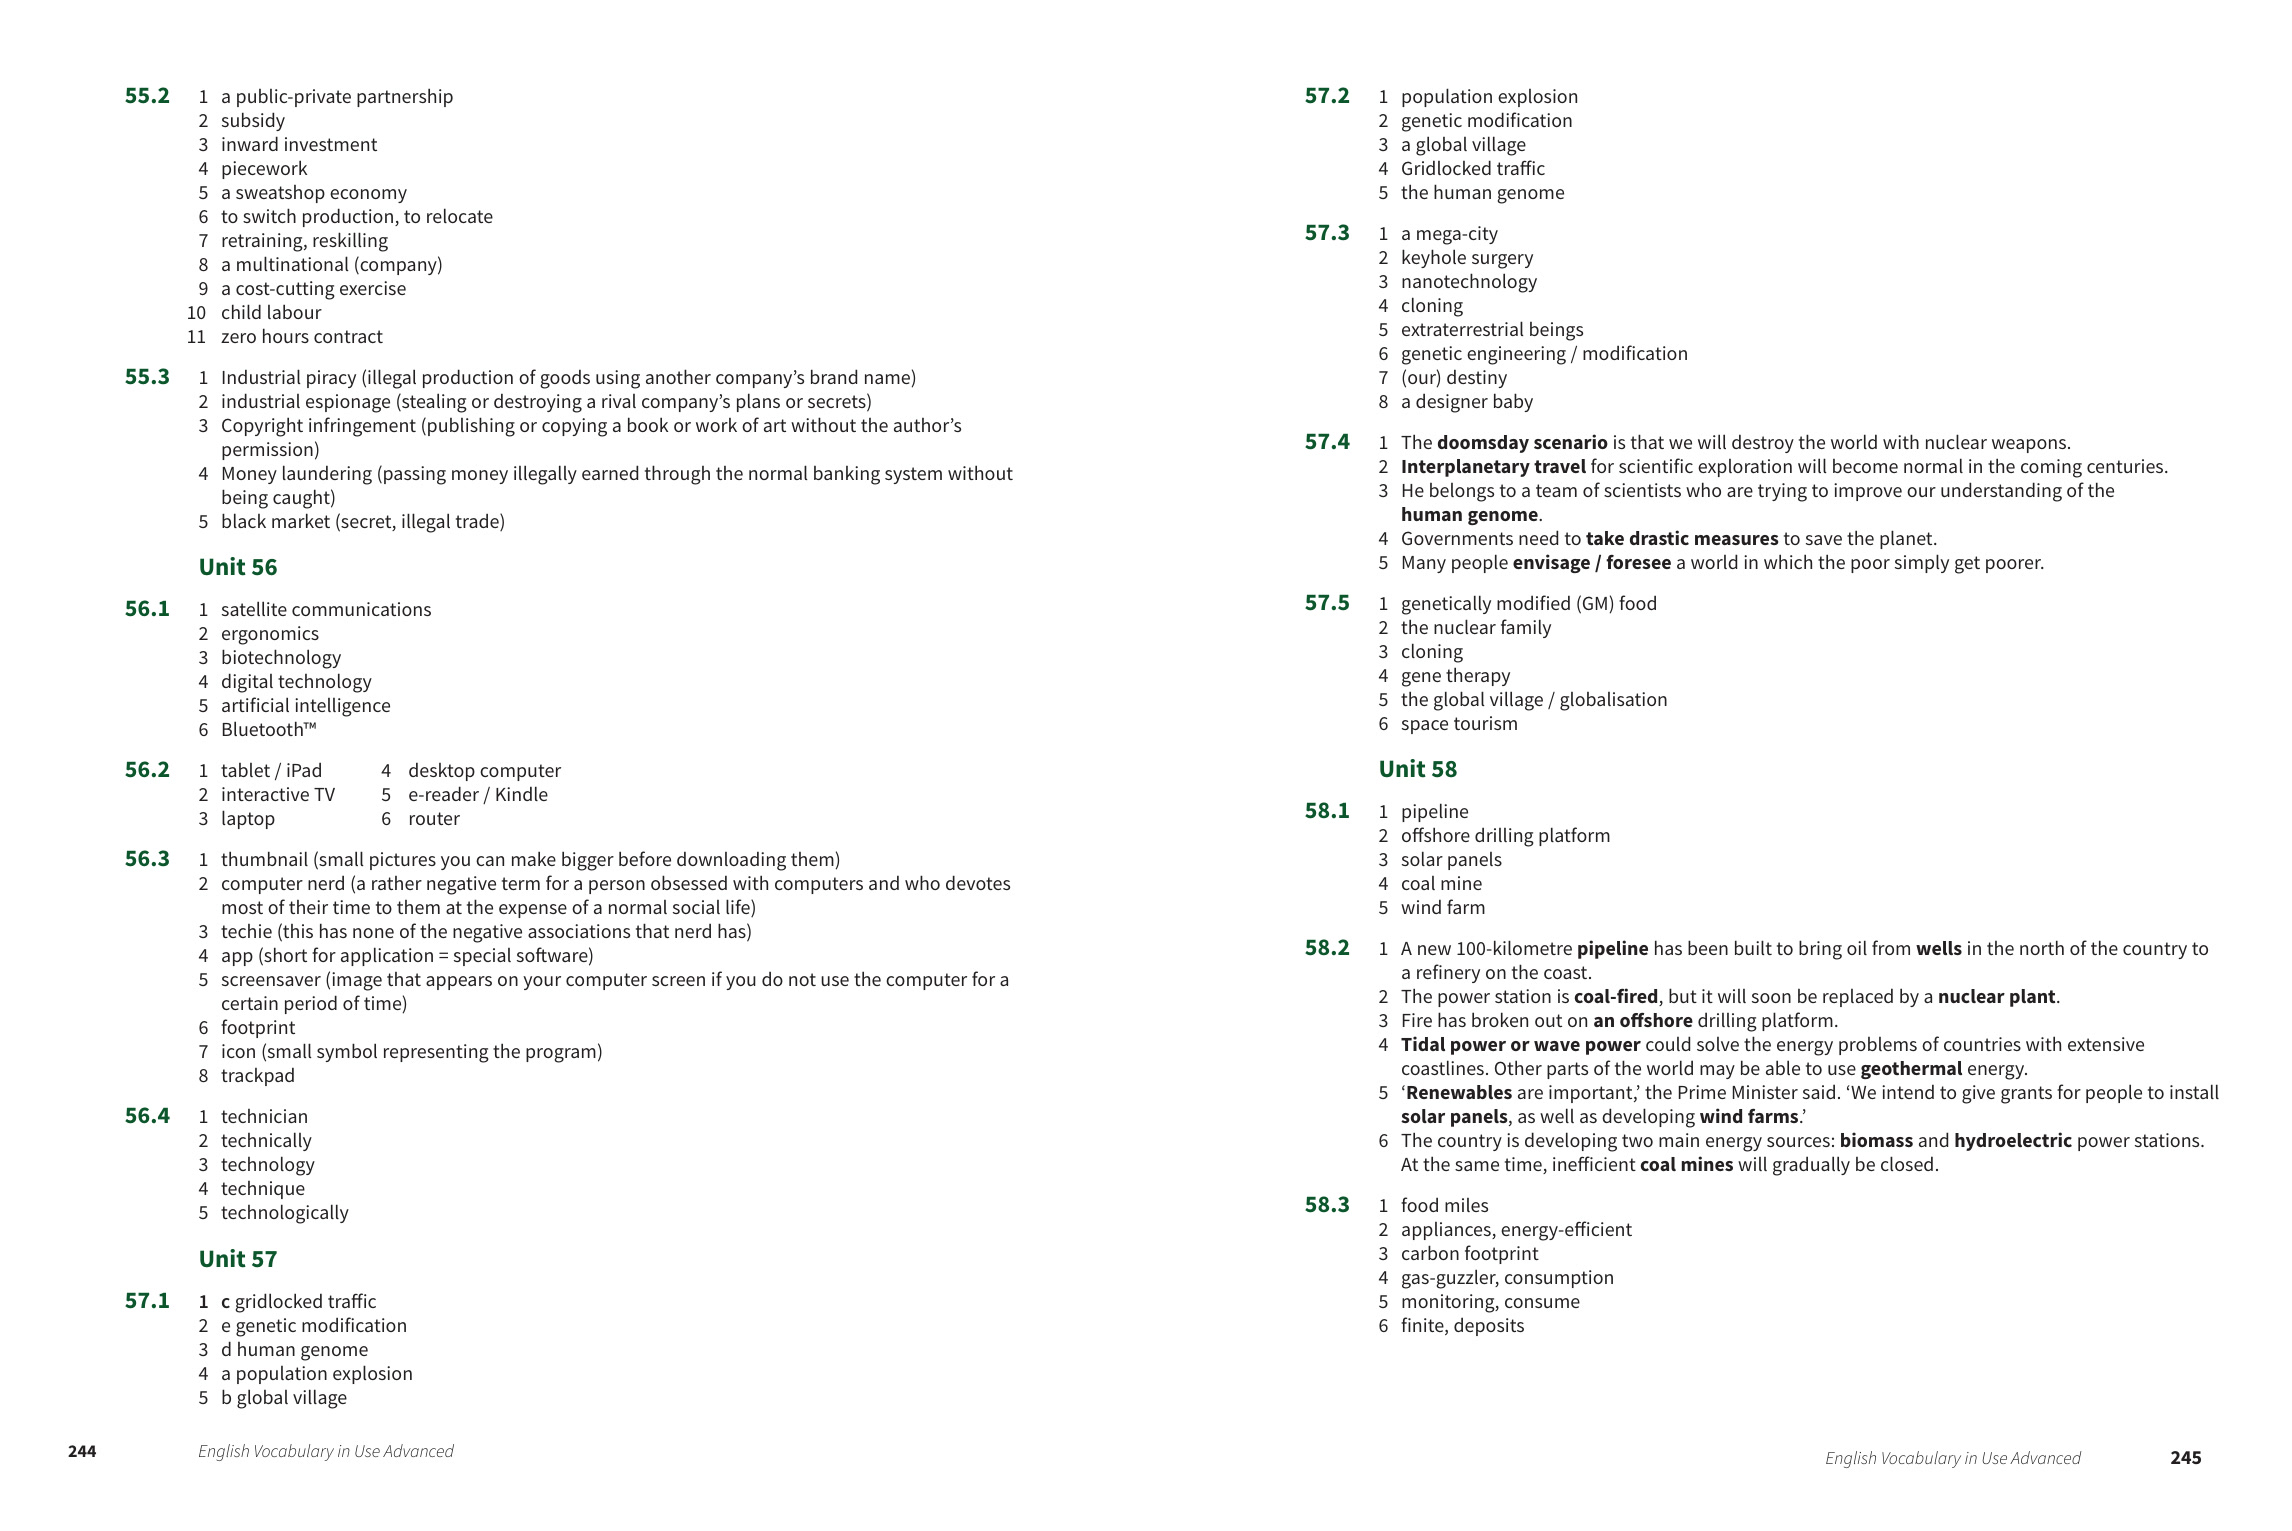 55.2 1 a public-private partnership
2 subsidy
3 inward investment
4 piecework
5 a sweatshop economy
6 to switch production, to relocate
7 retraining, reskilling
8 a multinational (company)
9 a cost-cutting exercise
10 child labour
11 zero hours contract
55.3 1 Industrial piracy (illegal production of goods using another company’s brand name)
2 industrial espionage (stealing or destroying a rival company’s plans or secrets)
3 Copyright infringement (publishing or copying a book or work of art without the author’s
permission)
4 Money laundering (passing money illegally earned through the normal banking system without
being caught)
5 black market (secret, illegal trade)
Unit 56
56.1 1 satellite communications
2 ergonomics
3 biotechnology
4 digital technology
5 artificial intelligence
6 Bluetooth™
56.2 1 tablet / iPad 4 desktop computer
2 interactive TV 5 e-reader / Kindle
3 laptop 6 router
56.3 1 thumbnail (small pictures you can make bigger before downloading them)
2 computer nerd (a rather negative term for a person obsessed with computers and who devotes
most of their time to them at the expense of a normal social life)
3 techie (this has none of the negative associations that nerd has)
4 app (short for application = special software)
5 screensaver (image that appears on your computer screen if you do not use the computer for a
certain period of time)
6 footprint
7 icon (small symbol representing the program)
8 trackpad
56.4 1 technician
2 technically
3 technology
4 technique
5 technologically
Unit 57
57.1 1 c gridlocked traffic
2 e genetic modification
3 d human genome
4 a population explosion
5 b global village
244 English Vocabulary in Use Advanced
57.2 1 population explosion
2 genetic modification
3 a global village
4 Gridlocked traffic
5 the human genome
57.3 1 a mega-city
2 keyhole surgery
3 nanotechnology
4 cloning
5 extraterrestrial beings
6 genetic engineering / modification
7 (our) destiny
8 a designer baby
57.4 1 The doomsday scenario is that we will destroy the world with nuclear weapons.
2 Interplanetary travel for scientific exploration will become normal in the coming centuries.
3 He belongs to a team of scientists who are trying to improve our understanding of the
human genome.
4 Governments need to take drastic measures to save the planet.
5 Many people envisage / foresee a world in which the poor simply get poorer.
57.5 1 genetically modified (GM) food
2 the nuclear family
3 cloning
4 gene therapy
5 the global village / globalisation
6 space tourism
Unit 58
58.1 1 pipeline
2 offshore drilling platform
3 solar panels
4 coal mine
5 wind farm
58.2 1 A new 100-kilometre pipeline has been built to bring oil from wells in the north of the country to
a refinery on the coast.
2 The power station is coal-fired, but it will soon be replaced by a nuclear plant.
3 Fire has broken out on an offshore drilling platform.
4 Tidal power or wave power could solve the energy problems of countries with extensive
coastlines. Other parts of the world may be able to use geothermal energy.
5 ‘Renewables are important,’ the Prime Minister said. ‘We intend to give grants for people to install
solar panels, as well as developing wind farms.’
6 The country is developing two main energy sources: biomass and hydroelectric power stations.
At the same time, inefficient coal mines will gradually be closed.
58.3 1 food miles
2 appliances, energy-efficient
3 carbon footprint
4 gas-guzzler, consumption
5 monitoring, consume
6 finite, deposits
English Vocabulary in Use Advanced 245